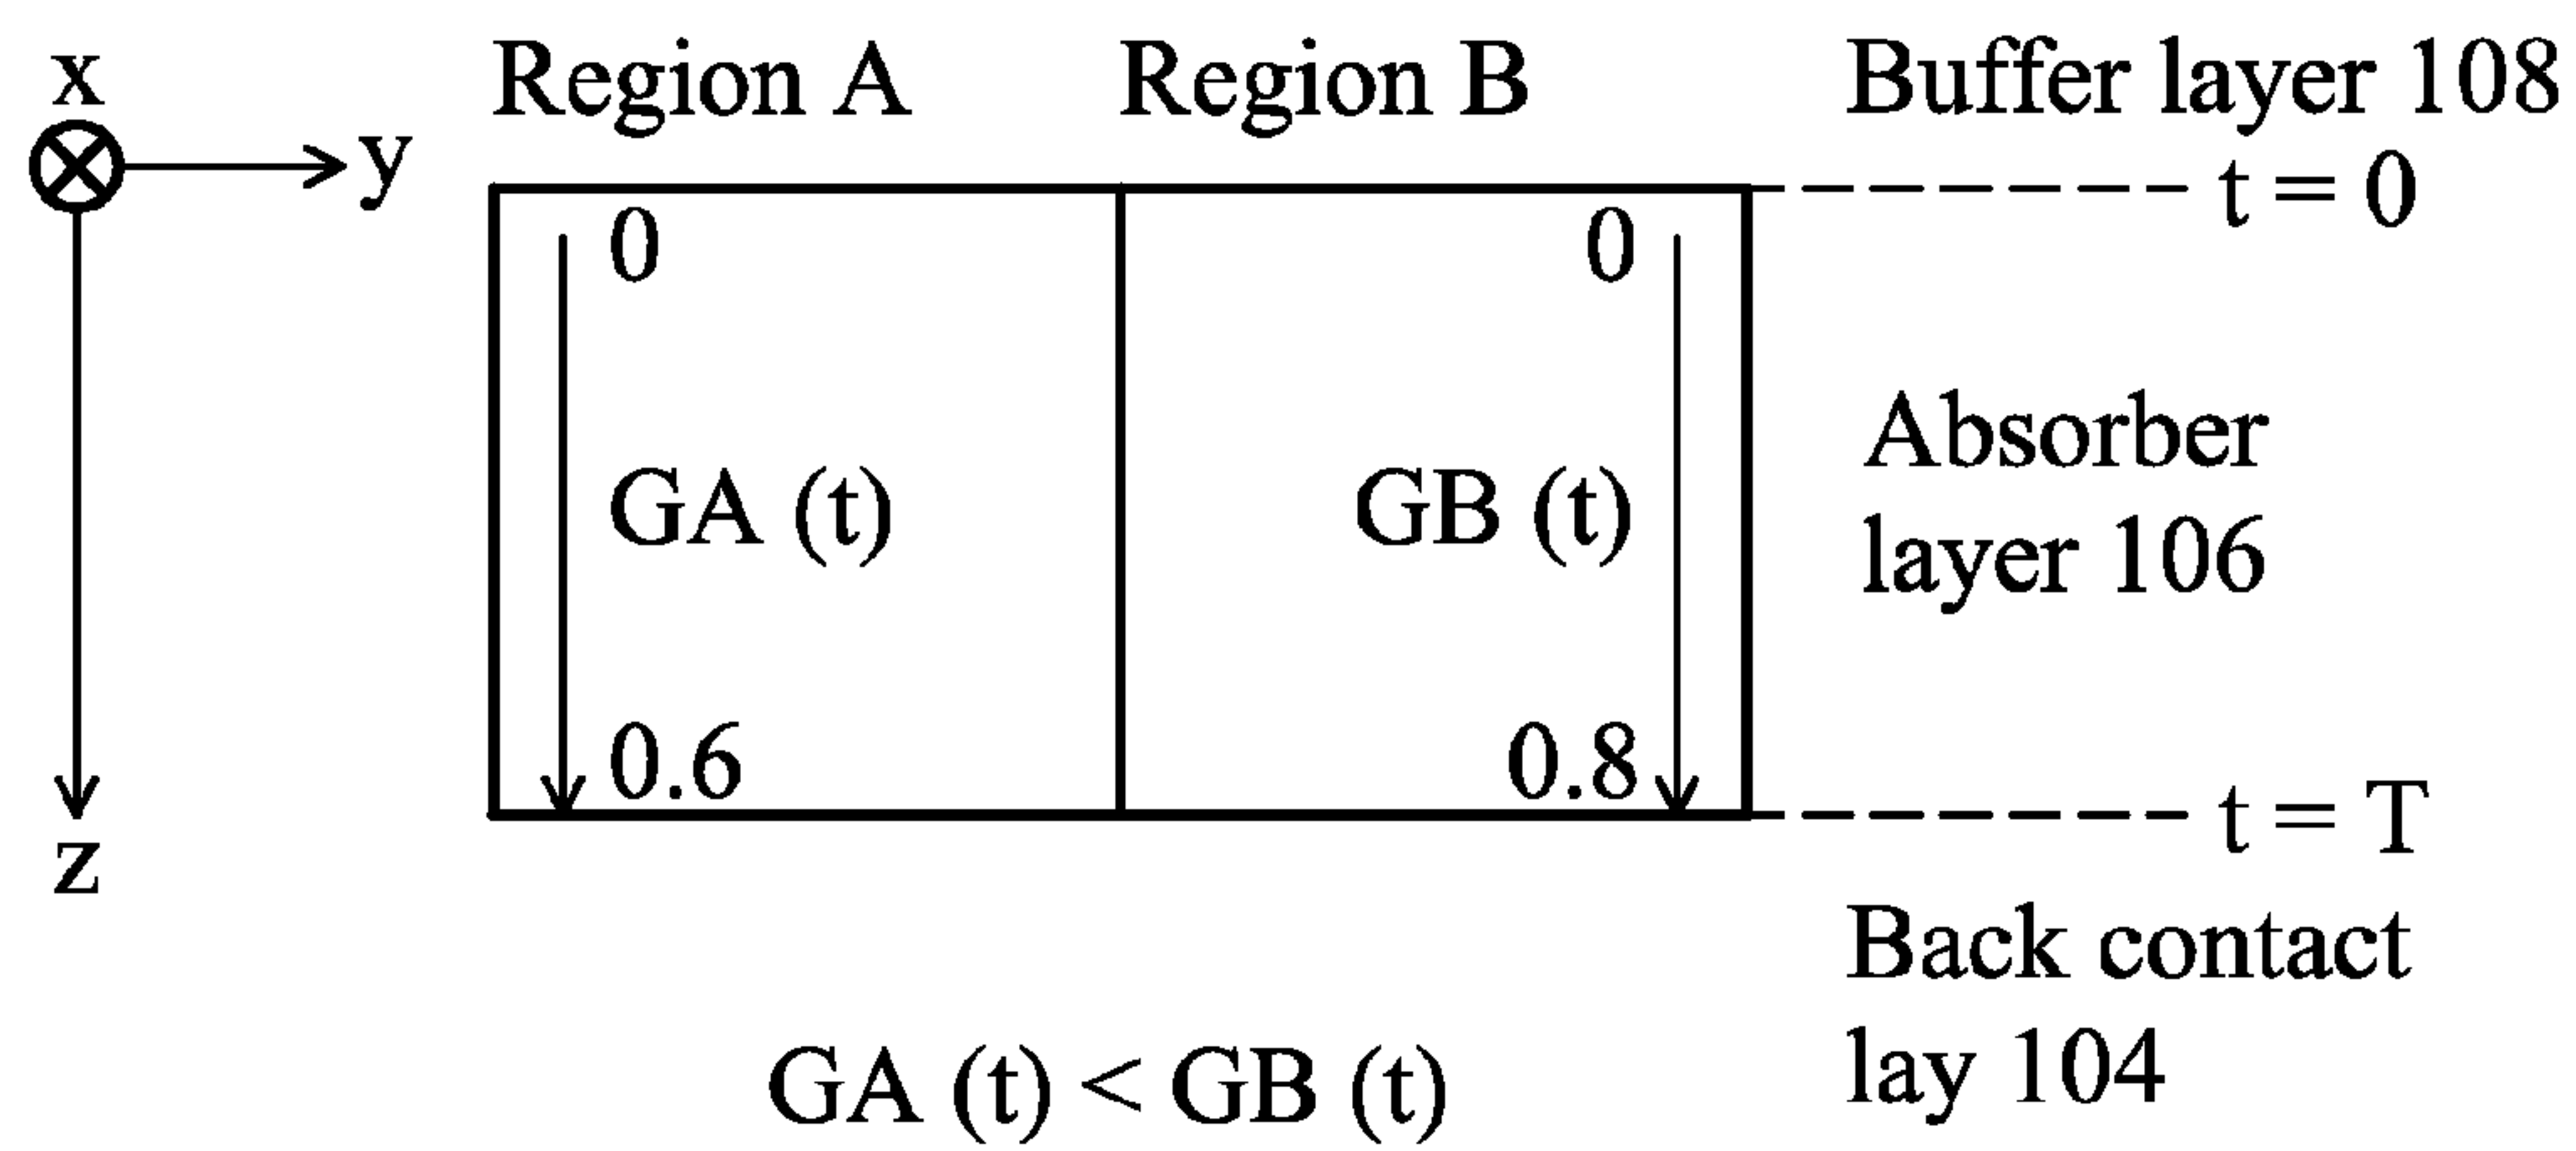 x
y
z
Region A
Region B
Buffer layer 108
t = 0
0
0
GA (t)
GB (t)
Absorber
layer 106
0.6
0.8
t = T
Back contact
lay 104
GA (t) < GB (t)